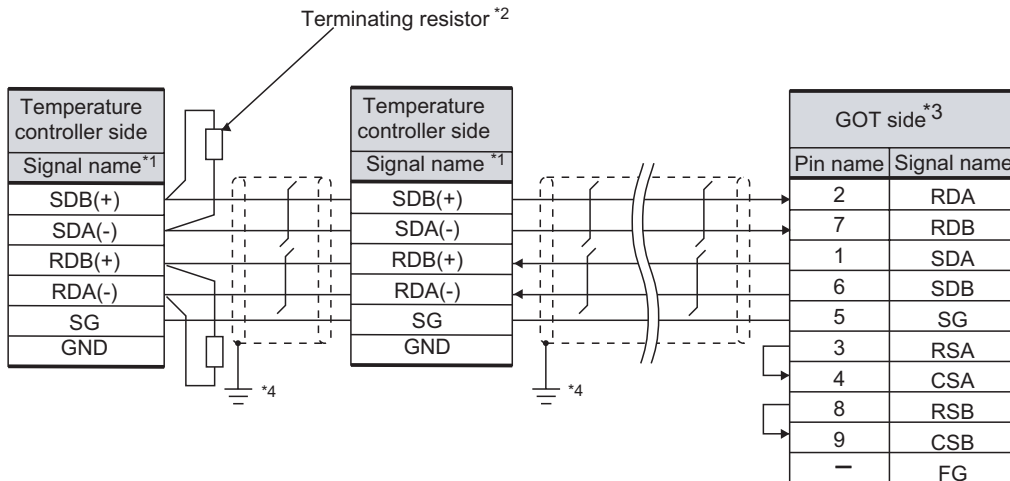 Terminating resistor *2
Temperature
controller side
Signal name*1
SDB(+)
SDA(-)
RDB(+)
RDA(-)
SG
GND
*4
Temperature
controller side
Signal name *1
SDB(+)
SDA(-)
RDB(+)
RDA(-)
SG
GND
*4
GOT side*3
Pin name Signal name
2 RDA
7 RDB
1 SDA
6 SDB
5 SG
3 RSA
4 CSA
8 RSB
9 CSB
— FG